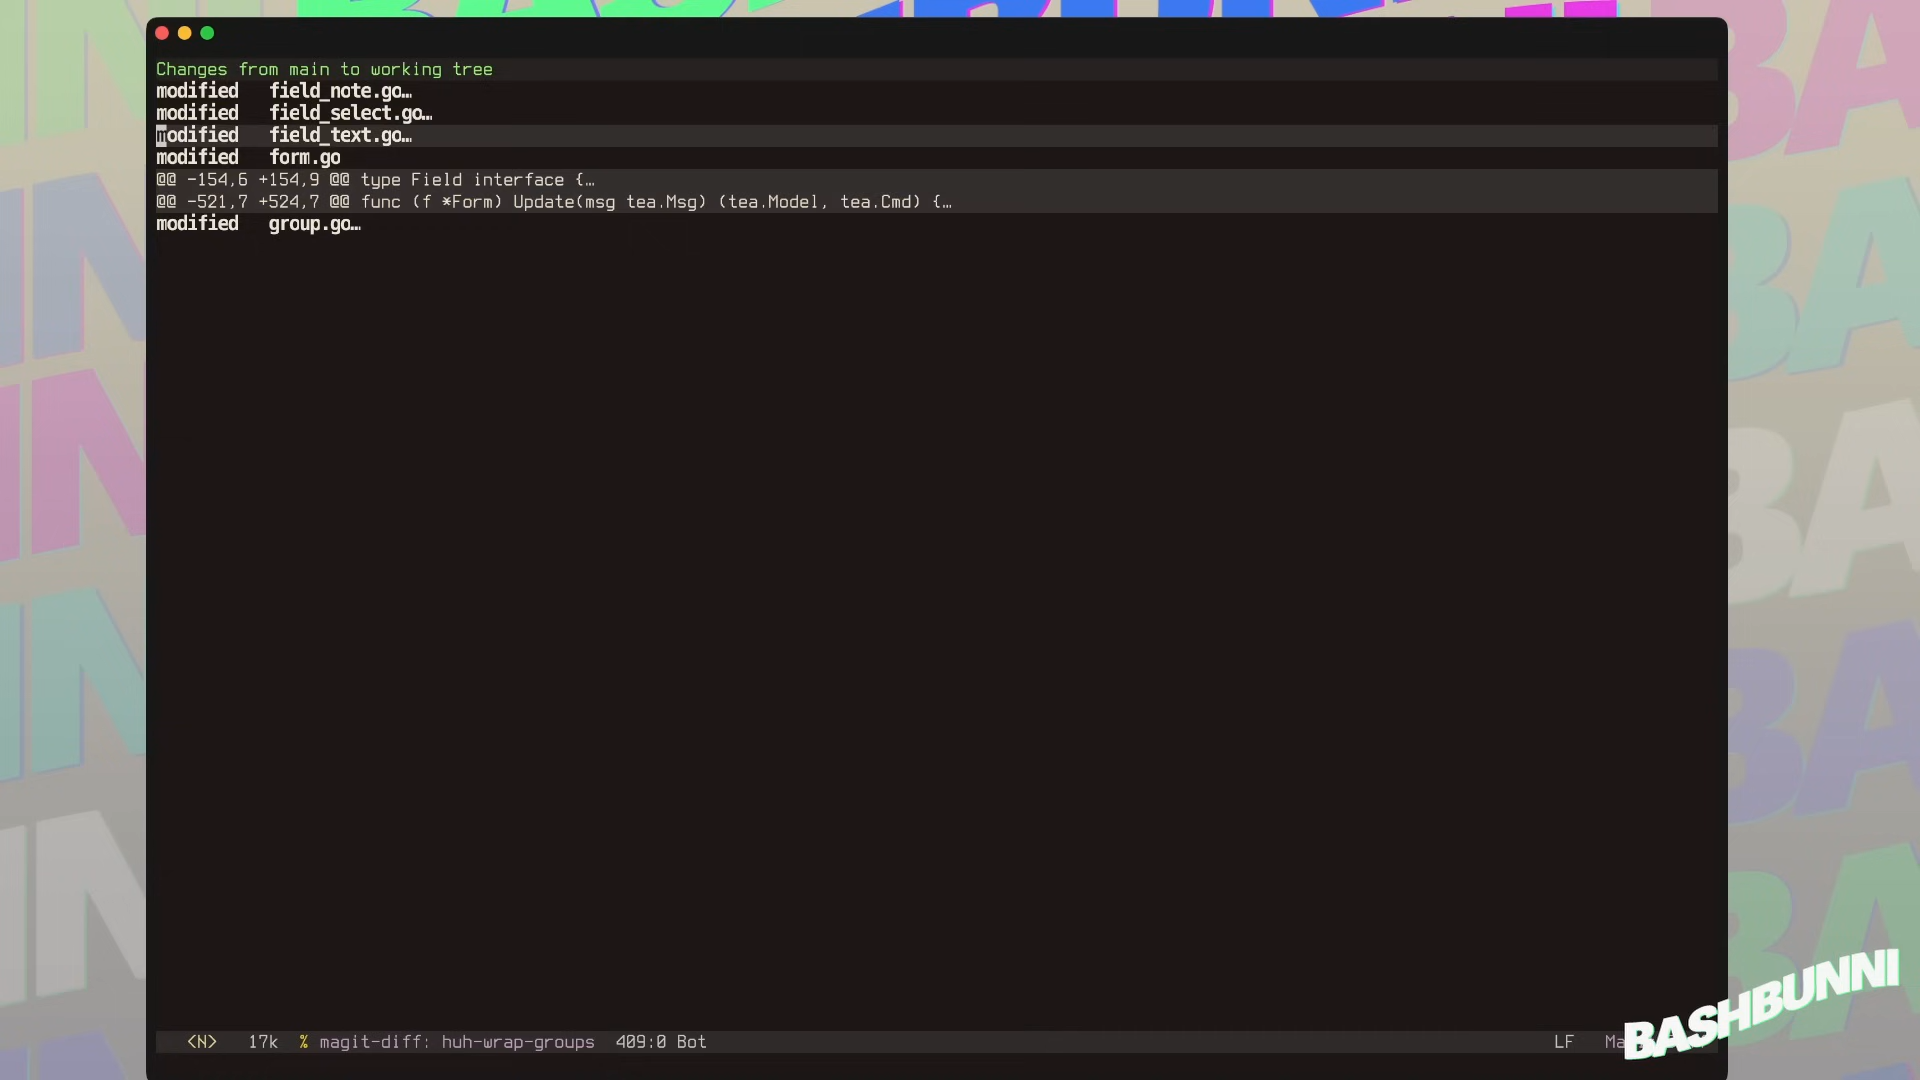 Changes from main to working tree
modified   field_note.go…
modified   field_select.go…
modified   field_text.go…
modified   form.go
@@ -154,6 +154,9 @@ type Field interface {…
@@ -521,7 +524,7 @@ func (f *Form) Update(msg tea.Msg) (tea.Model, tea.Cmd) {…
modified   group.go…
<N>   17k  % magit-diff: huh-wrap-groups  409:0 Bot
LF
BASHBUNNI